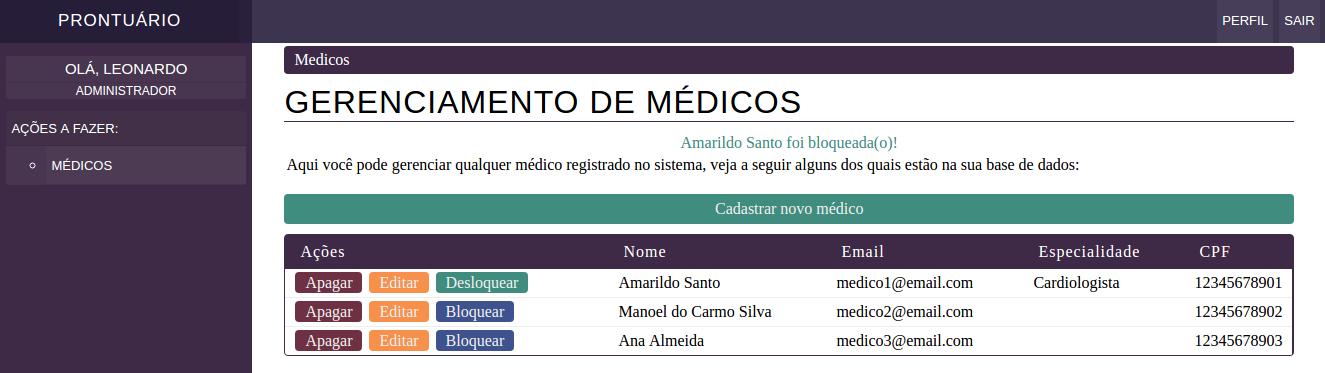 PRONTUÁRIO
PERFIL SAIR
OLÁ, LEONARDO
ADMINISTRADOR
AÇÕES A FAZER:
MÉDICOS
Medicos
GERENCIAMENTO DE MÉDICOS
Amarildo Santo foi bloqueada(o)!
Aqui você pode gerenciar qualquer médico registrado no sistema, veja a seguir alguns dos quais estão na sua base de dados:
Cadastrar novo médico
Ações Nome Email Especialidade CPF
Apagar Editar Desloquear Amarildo Santo medico1@email.com Cardiologista 12345678901
Apagar Editar Bloquear Manoel do Carmo Silva medico2@email.com 12345678902
Apagar Editar Bloquear Ana Almeida medico3@email.com 12345678903